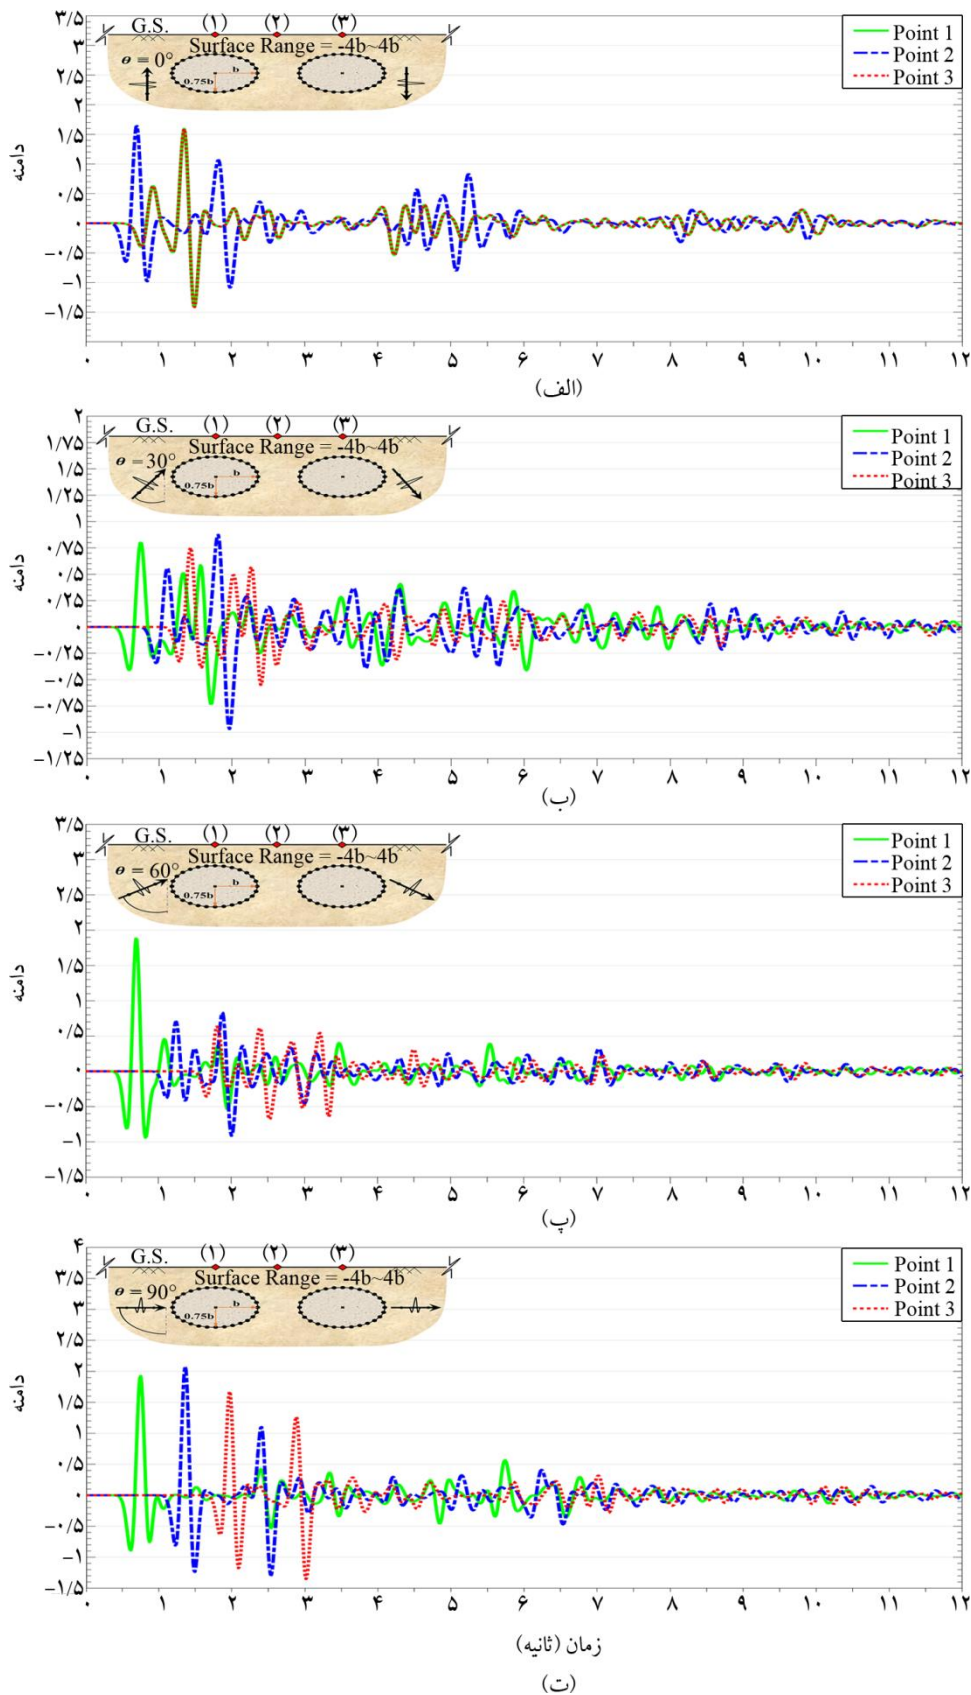 ۳/۵
G.S. (۱) (۲) (۳)
Surface Range = -4b~4b
θ = 0°
b
0.75b
Point 1
Point 2
Point 3
۳
۲/۵
۲
۱/۵
۱
۰/۵
۰
-۰/۵
-۱
-۱/۵
دامنه
۰ ۱ ۲ ۳ ۴ ۵ ۶ ۷ ۸ ۹ ۱۰ ۱۱ ۱۲
(الف)
۲
G.S. (۱) (۲) (۳)
Surface Range = -4b~4b
θ = 30°
b
0.75b
Point 1
Point 2
Point 3
۱/۷۵
۱/۵
۱/۲۵
۱
۰/۷۵
۰/۵
۰/۲۵
۰
-۰/۲۵
-۰/۵
-۰/۷۵
-۱
-۱/۲۵
دامنه
۰ ۱ ۲ ۳ ۴ ۵ ۶ ۷ ۸ ۹ ۱۰ ۱۱ ۱۲
(ب)
۳/۵
G.S. (۱) (۲) (۳)
Surface Range = -4b~4b
θ = 60°
b
0.75b
Point 1
Point 2
Point 3
۳
۲/۵
۲
۱/۵
۱
۰/۵
۰
-۰/۵
-۱
-۱/۵
دامنه
۰ ۱ ۲ ۳ ۴ ۵ ۶ ۷ ۸ ۹ ۱۰ ۱۱ ۱۲
(پ)
۴
G.S. (۱) (۲) (۳)
Surface Range = -4b~4b
θ = 90°
b
0.75b
Point 1
Point 2
Point 3
۳/۵
۳
۲/۵
۲
۱/۵
۱
۰/۵
۰
-۰/۵
-۱
-۱/۵
دامنه
۰ ۱ ۲ ۳ ۴ ۵ ۶ ۷ ۸ ۹ ۱۰ ۱۱ ۱۲
زمان (ثانیه)
(ت)